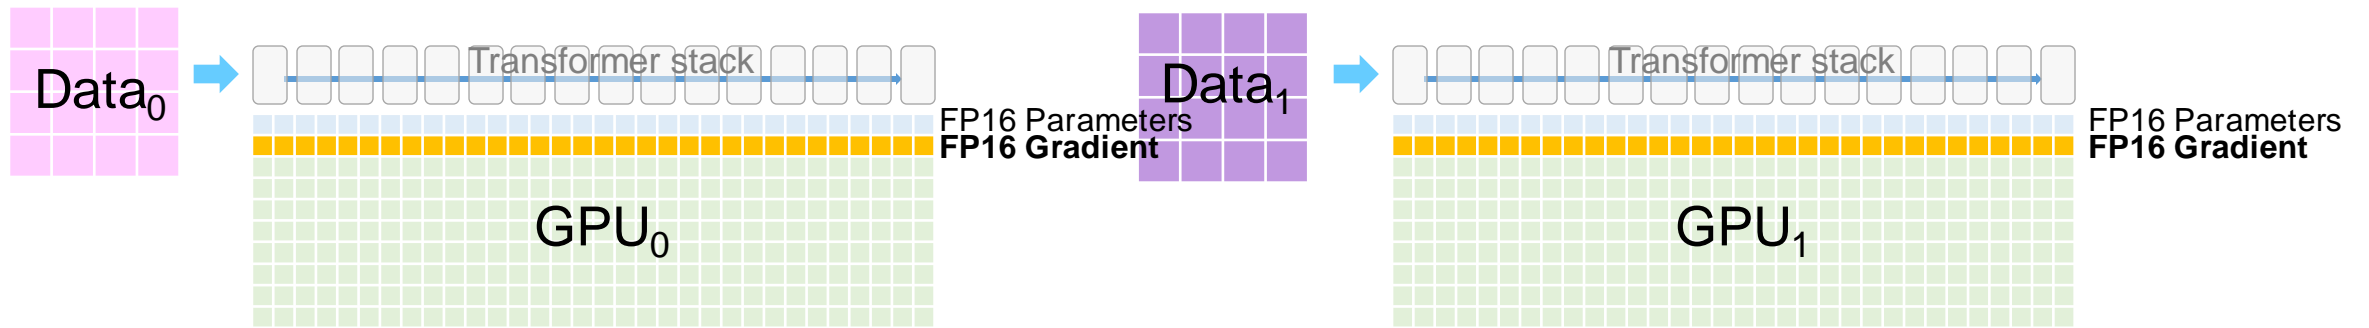 Data0
Transformer stack
FP16 Parameters
FP16 Gradient
GPU0
Data1
Transformer stack
FP16 Parameters
FP16 Gradient
GPU1